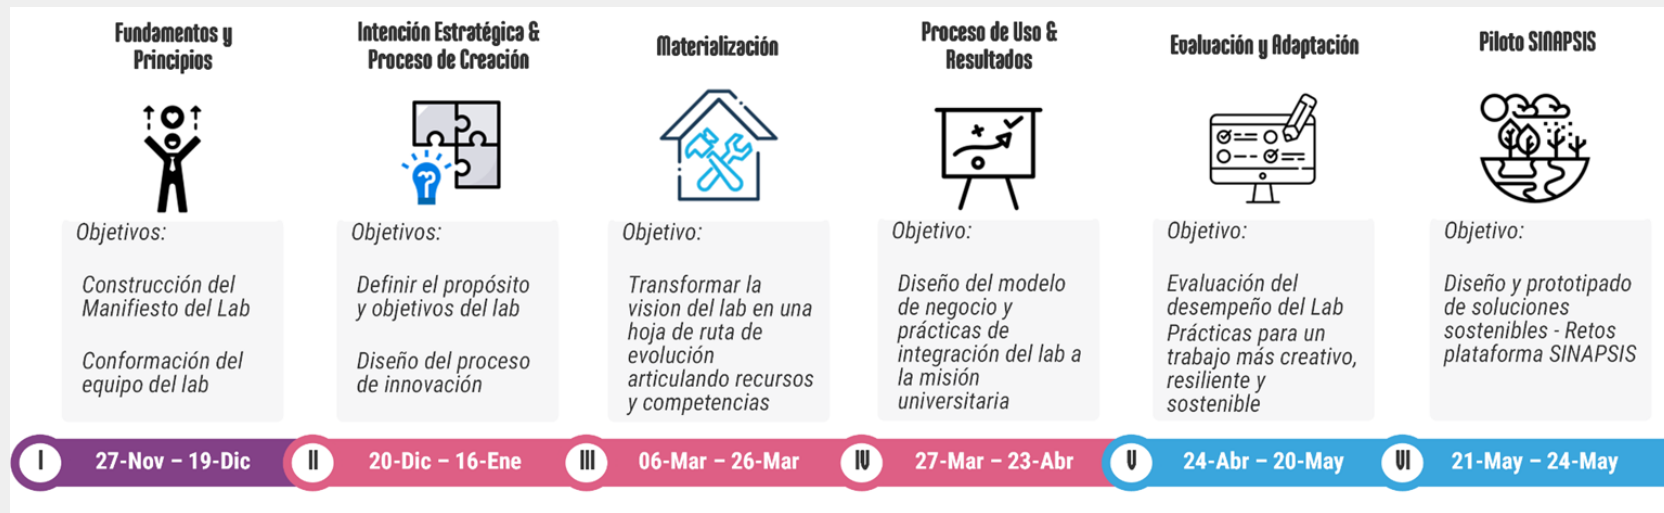 Fundamentos y
Principios
Objetivos:
Construcción del
Manifiesto del Lab
Conformación del
equipo del lab
I
27-Nov – 19-Dic
Intención Estratégica &
Proceso de Creación
Objetivos:
Definir el propósito
y objetivos del lab
Diseño del proceso
de innovación
II
20-Dic – 16-Ene
Materialización
Objetivo:
Transformar la
vision del lab en una
hoja de ruta de
evolución
articulando recursos
y competencias
III
06-Mar – 26-Mar
Proceso de Uso &
Resultados
Objetivo:
Diseño del modelo
de negocio y
prácticas de
integración del lab a
la misión
universitaria
IV
27-Mar – 23-Abr
Evaluación y Adaptación
Objetivo:
Evaluación del
desempeño del Lab
Prácticas para un
trabajo más creativo,
resiliente y
sostenible
V
24-Abr – 20-May
Piloto SINAPSIS
Objetivo:
Diseño y prototipado
de soluciones
sostenibles - Retos
plataforma SINAPSIS
VI
21-May – 24-May